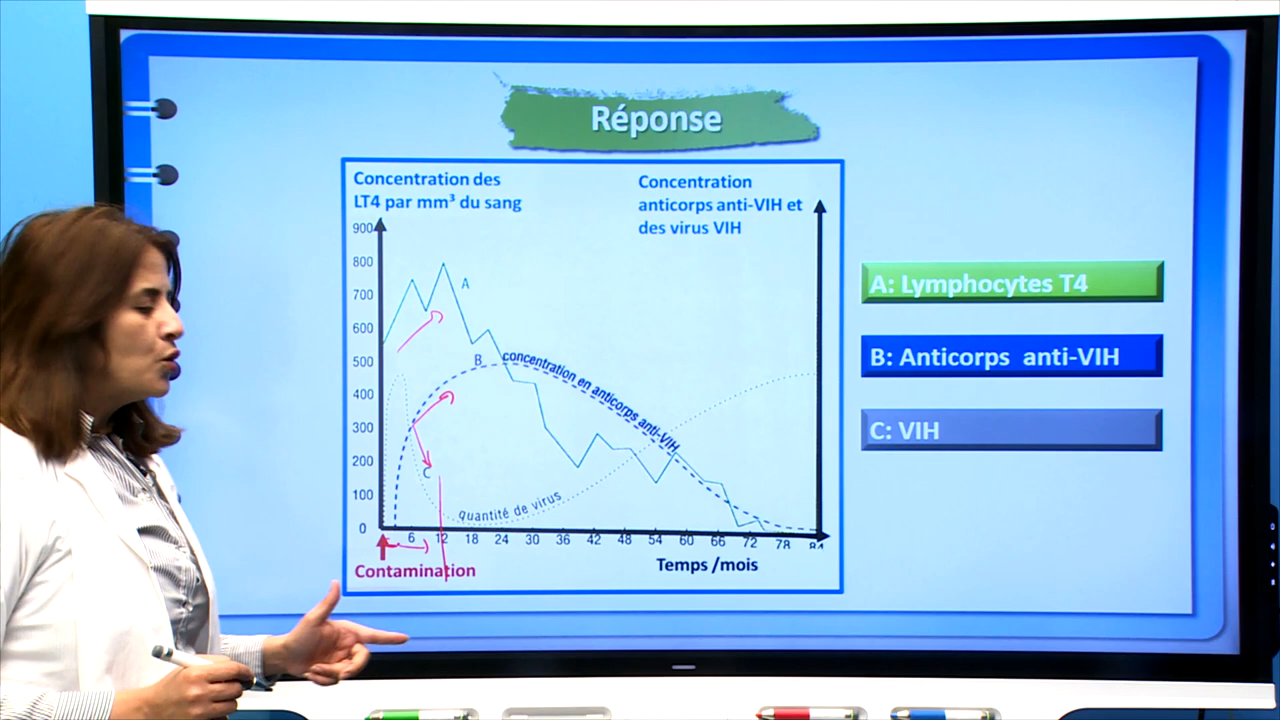 Réponse
Concentration des
LT4 par mm³ du sang
Concentration
anticorps anti-VIH et
des virus VIH
900
800
700
600
500
400
300
200
100
0
A
B
C
concentration en anticorps anti-VIH
quantité de virus
6 12 18 24 30 36 42 48 54 60 66 72 78 84
Contamination
Temps /mois
A: Lymphocytes T4
B: Anticorps anti-VIH
C: VIH